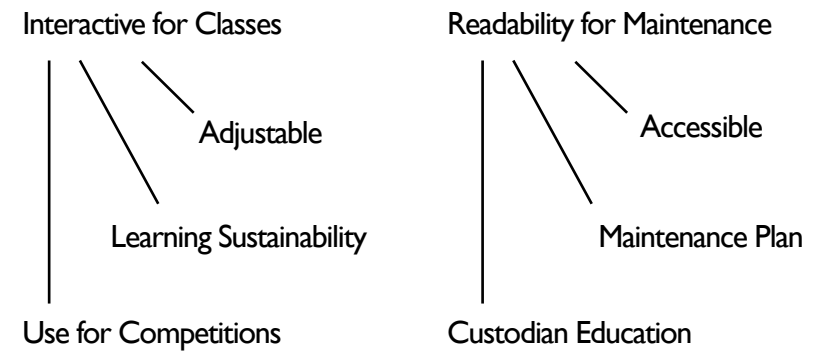 Interactive for Classes
Adjustable
Learning Sustainability
Use for Competitions
Readability for Maintenance
Accessible
Maintenance Plan
Custodian Education